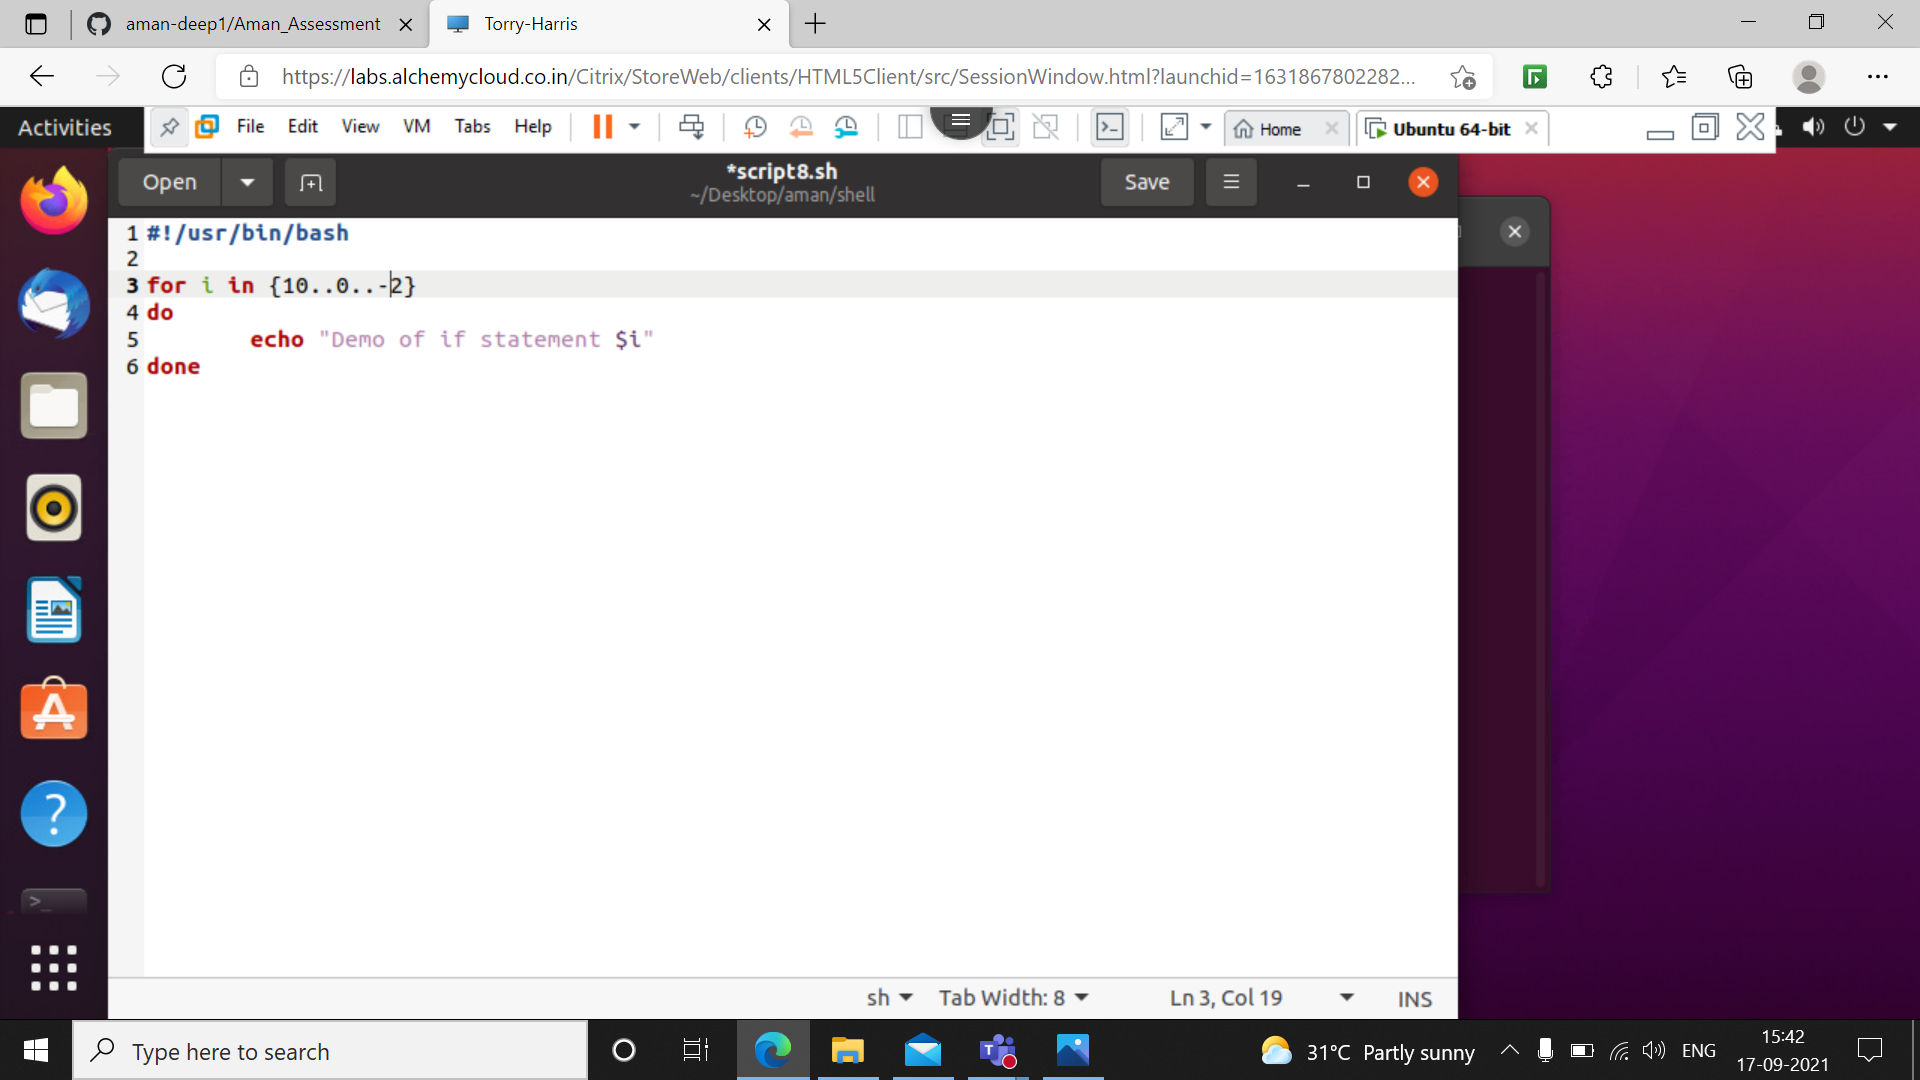 aman-deep1/Aman_Assessment
Torry-Harris
https://labs.alchemycloud.co.in/Citrix/StoreWeb/clients/HTML5Client/src/SessionWindow.html?launchid=1631867802282...
Activities
File Edit View VM Tabs Help
Home
Ubuntu 64-bit
Open
*script8.sh
~/Desktop/aman/shell
Save
1 #!/usr/bin/bash
2
3 for i in {10..0..-2}
4 do
5 echo "Demo of if statement $i"
6 done
sh Tab Width: 8 Ln 3, Col 19 INS
Type here to search
31°C Partly sunny
ENG
15:42
17-09-2021